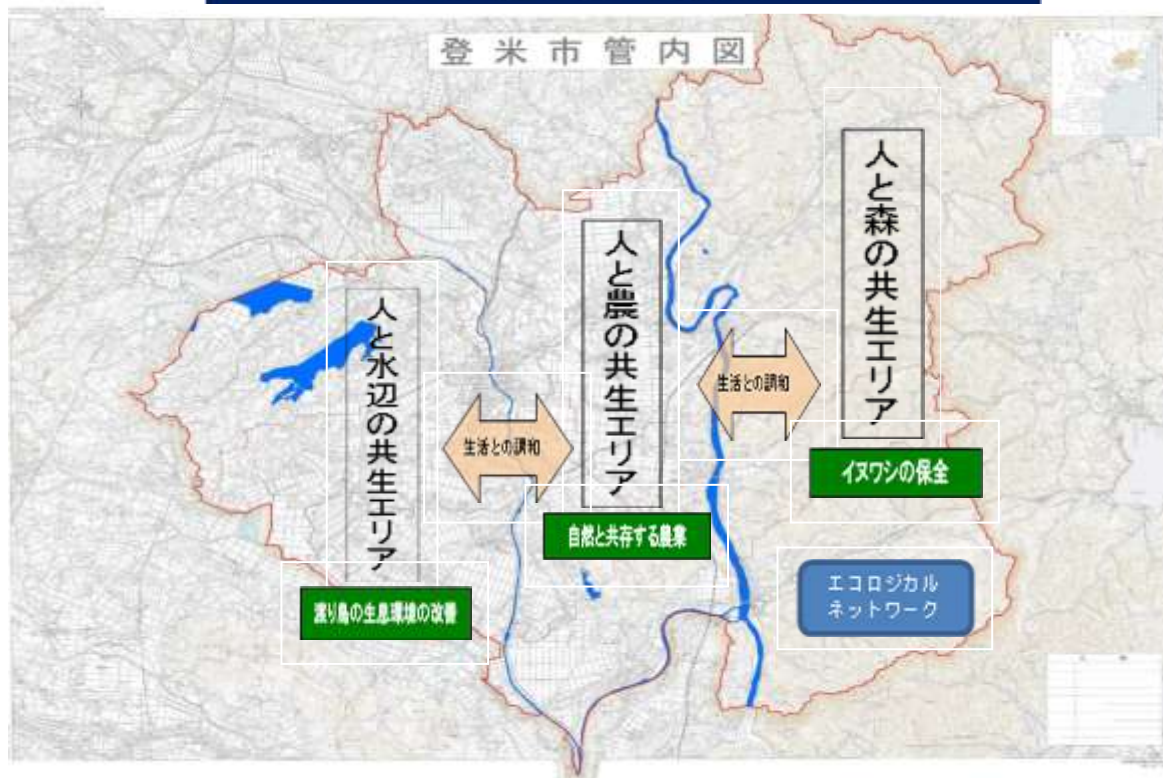 登米市管内図
人と森の共生エリア
人と農の共生エリア
人と水辺の共生エリア
生活との調和
生活との調和
イヌワシの保全
自然と共存する農業
渡り鳥の生息環境の改善
エコロジカル
ネットワーク